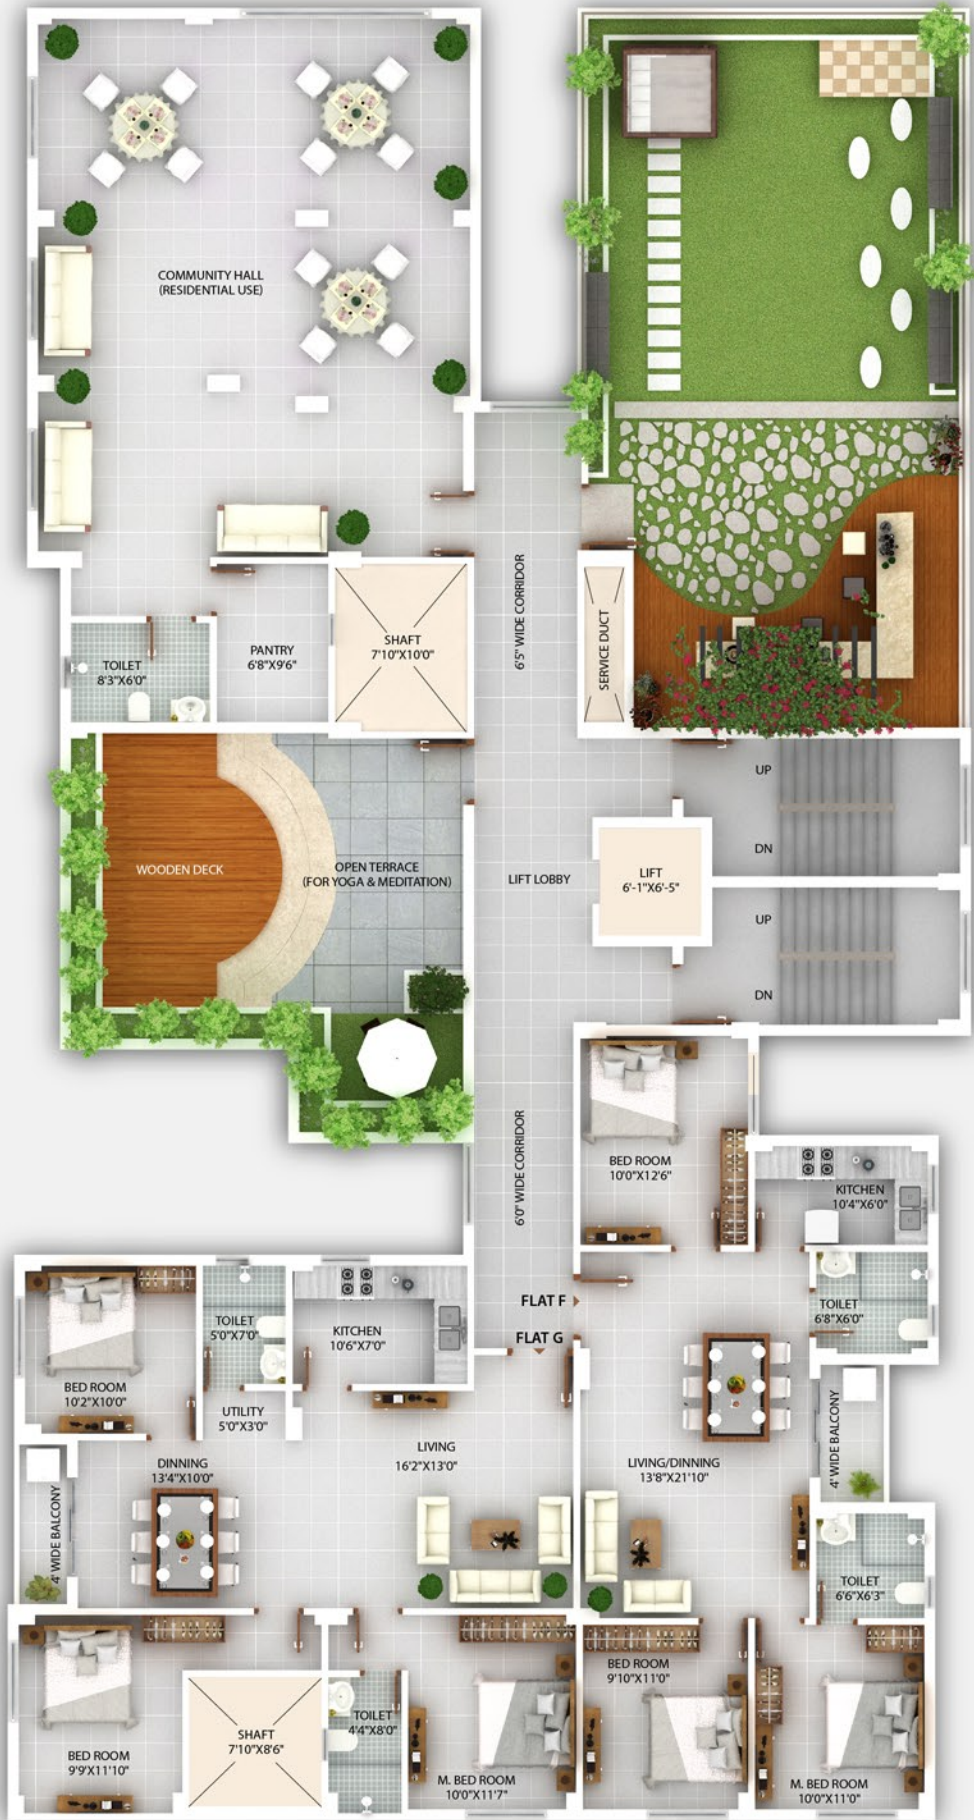 COMMUNITY HALL
(RESIDENTIAL USE)
6'5" WIDE CORRIDOR
SERVICE DUCT
SHAFT
7'10"X10'0"
PANTRY
6'8"X9'6"
TOILET
8'3"X6'0"
UP
DN
WOODEN DECK
OPEN TERRACE
(FOR YOGA & MEDITATION)
LIFT LOBBY
LIFT
6'-1"X6'-5"
UP
DN
6'0" WIDE CORRIDOR
BED ROOM
10'0"X12'6"
KITCHEN
10'4"X6'0"
FLAT F
FLAT G
TOILET
6'8"X6'0"
TOILET
5'0"X7'0"
KITCHEN
10'6"X7'0"
BED ROOM
10'2"X10'0"
UTILITY
5'0"X3'0"
LIVING
16'2"X13'0"
DINNING
13'4"X10'0"
LIVING/DINNING
13'8"X21'10"
4' WIDE BALCONY
4' WIDE BALCONY
TOILET
6'6"X6'3"
BED ROOM
9'10"X11'0"
TOILET
4'4"X8'0"
SHAFT
7'10"X8'6"
BED ROOM
9'9'X11'10"
M. BED ROOM
10'0"X11'7"
M. BED ROOM
10'0"X11'0"